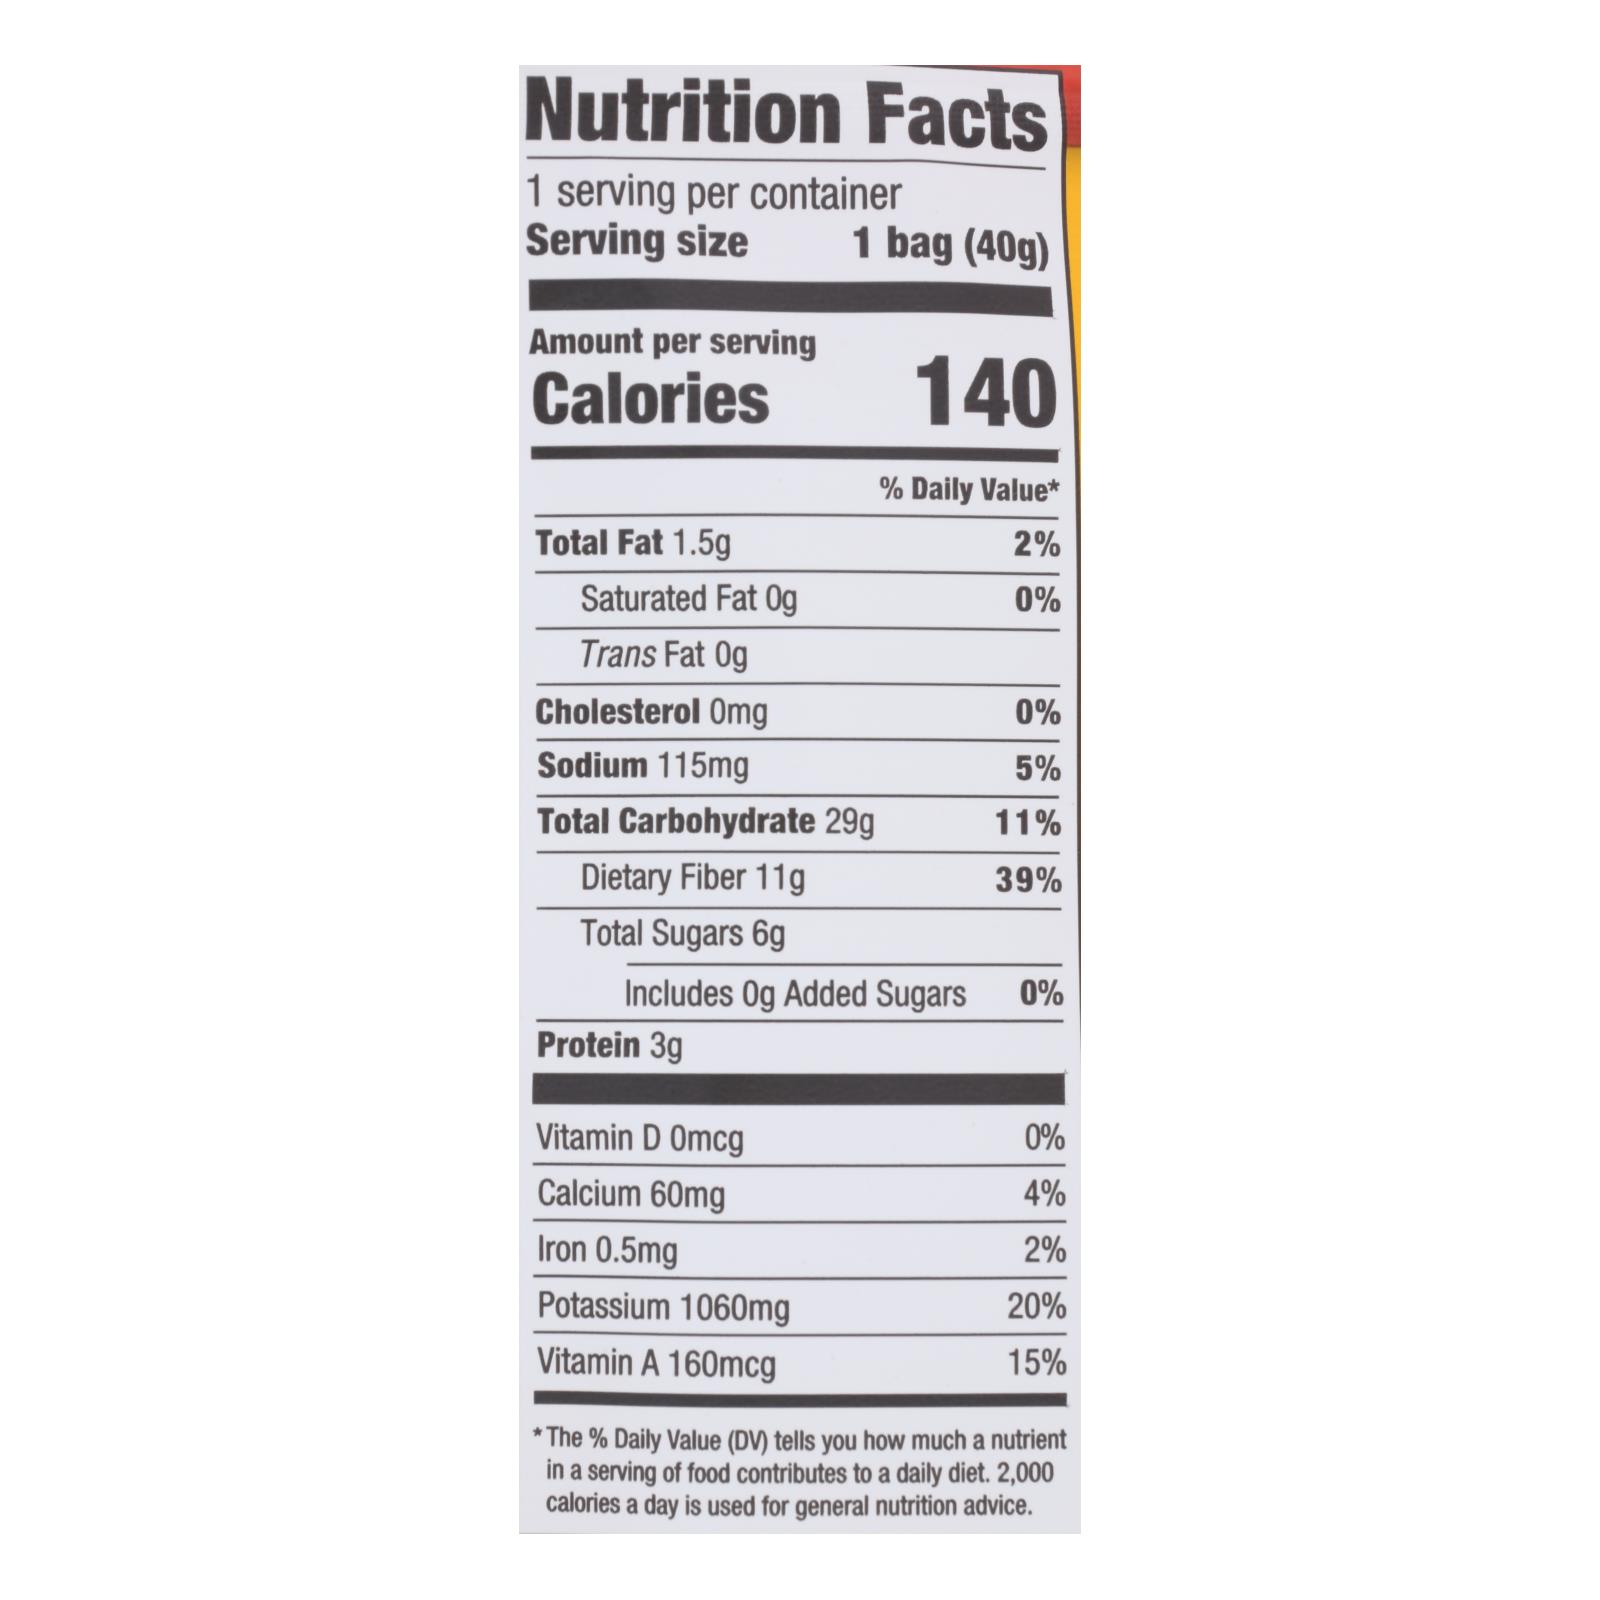 Nutrition Facts
1 serving per container
Serving size 1 bag (40g)
Amount per serving
Calories 140
% Daily Value*
Total Fat 1.5g 2%
Saturated Fat 0g 0%
Trans Fat 0g
Cholesterol 0mg 0%
Sodium 115mg 5%
Total Carbohydrate 29g 11%
Dietary Fiber 11g 39%
Total Sugars 6g
Includes 0g Added Sugars 0%
Protein 3g
Vitamin D 0mcg 0%
Calcium 60mg 4%
Iron 0.5mg 2%
Potassium 1060mg 20%
Vitamin A 160mcg 15%
* The % Daily Value (DV) tells you how much a nutrient
in a serving of food contributes to a daily diet. 2,000
calories a day is used for general nutrition advice.